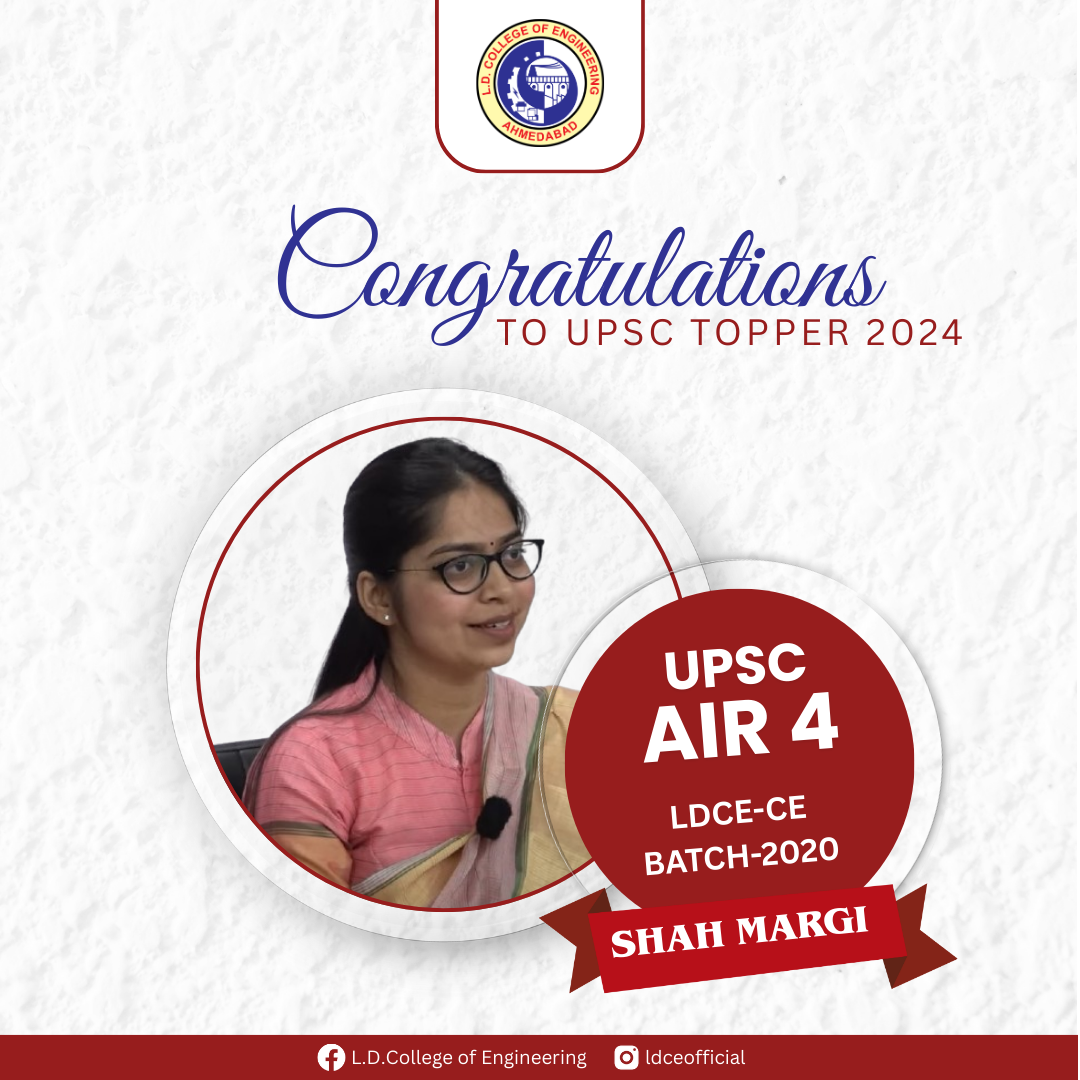 L.D. COLLEGE OF ENGINEERING
AHMEDABAD
Congratulations
TO UPSC TOPPER 2024
UPSC
AIR 4
LDCE-CE
BATCH-2020
SHAH MARGI
L.D.College of Engineering ldceofficial